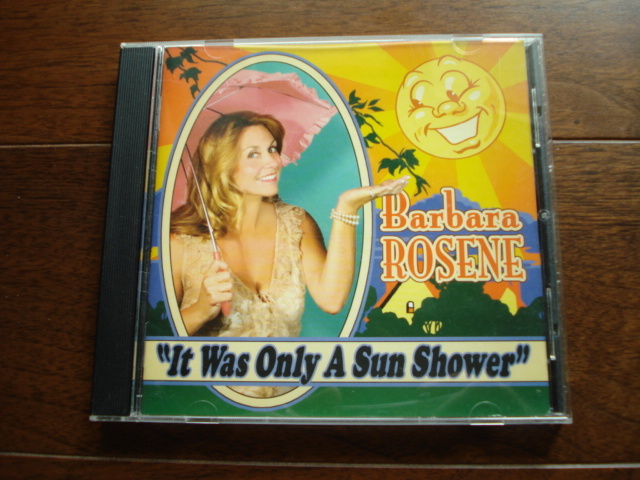 Barbara
ROSENE
"It Was Only A Sun Shower"